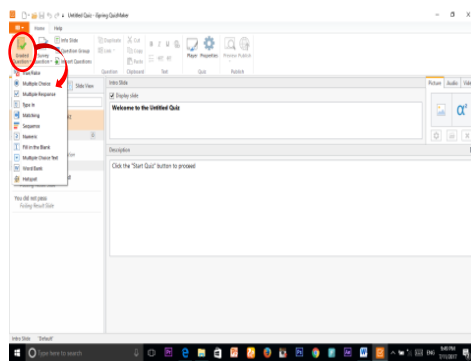 Untitled Quiz - iSpring QuizMaker
Home Help
Graded Question
Survey Question
Info Slide
Question Group
Import Questions
Duplicate
Link
Cut
Copy
Paste
B I U
Player Properties
Preview Publish
Question Clipboard Text Quiz Publish
True/False
Multiple Choice
Multiple Response
Type In
Matching
Sequence
Numeric
Fill in the Blank
Multiple Choice Text
Word Bank
Hotspot
Slide View
Intro Slide
Display slide
Welcome to the Untitled Quiz
Description
Click the "Start Quiz" button to proceed
Picture Audio
You did not pass
Failing Result Slide
Intro Slide 'Default'
Type here to search
ENG